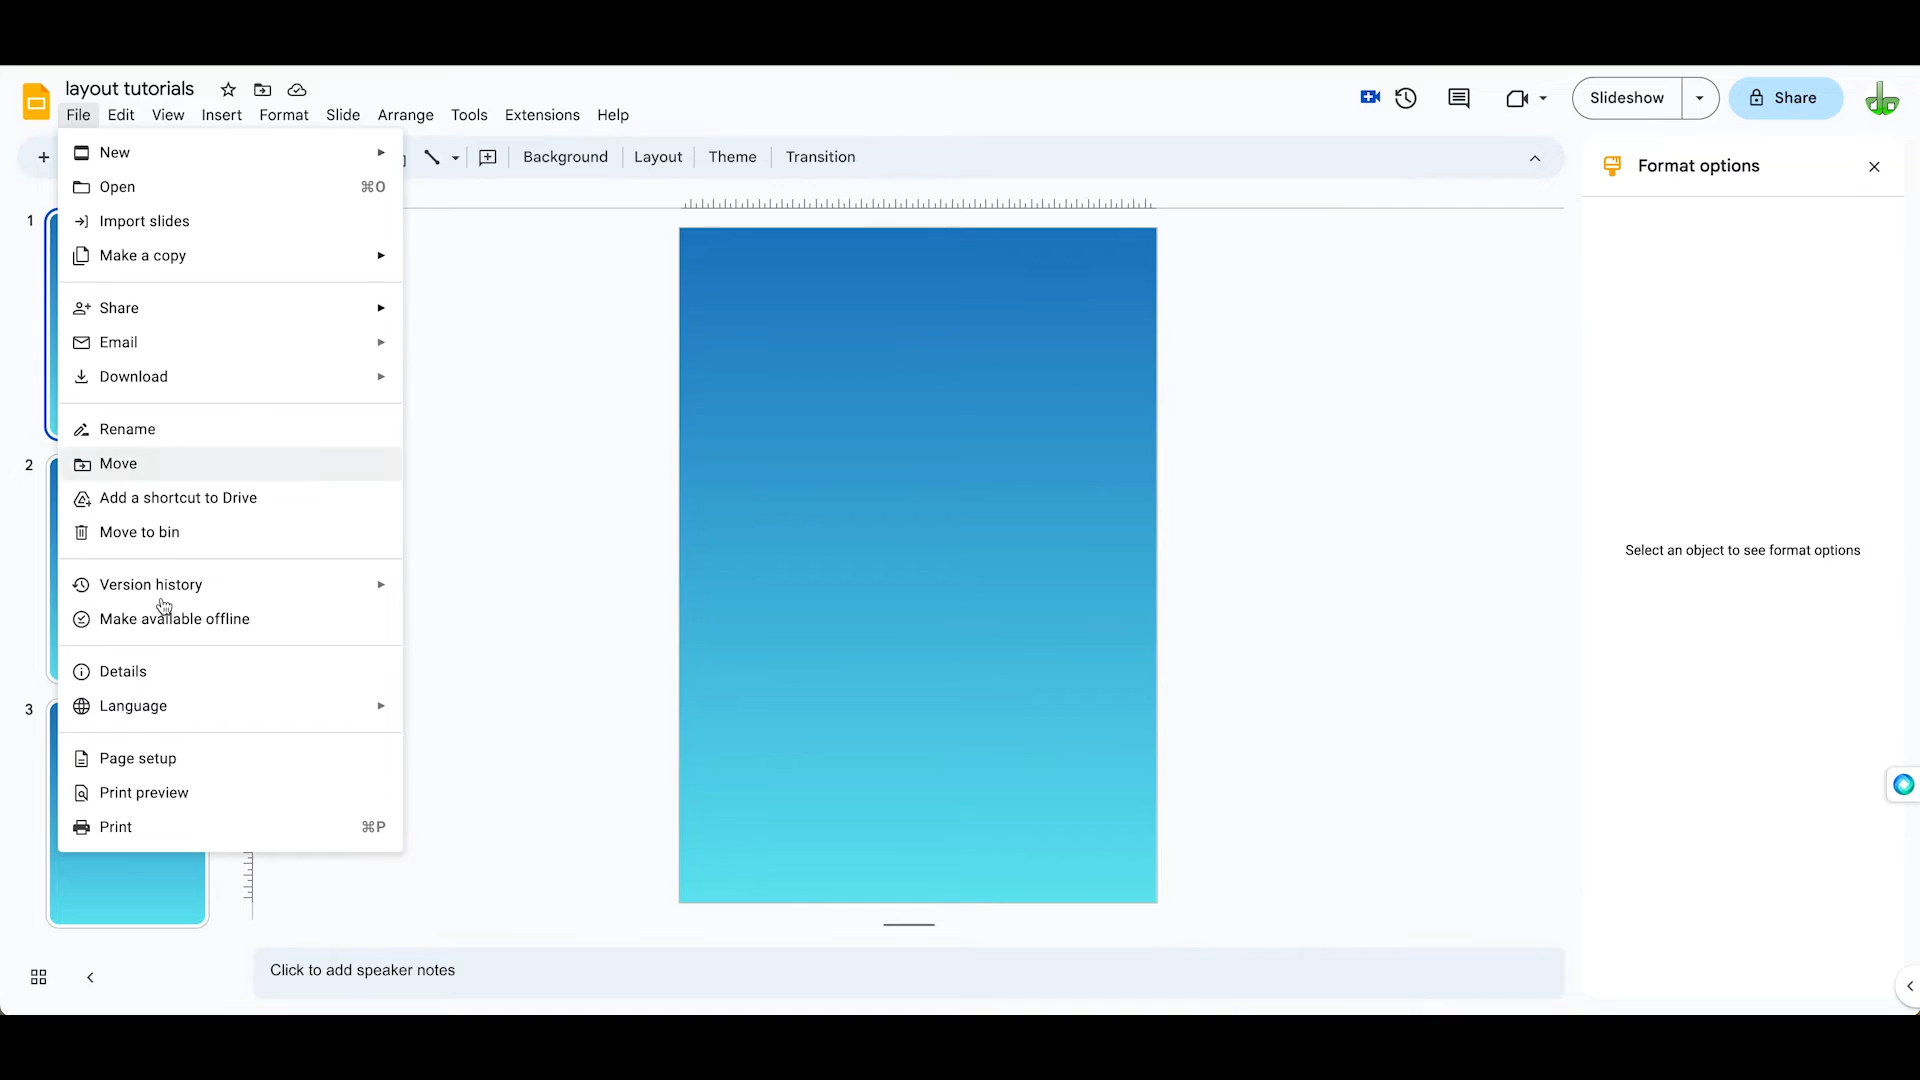 layout tutorials
File Edit View Insert Format Slide Arrange Tools Extensions Help
Slideshow
Share
New
Open ⌘O
Import slides
Make a copy
Share
Email
Download
Rename
Move
Add a shortcut to Drive
Move to bin
Version history
Make available offline
Details
Language
Page setup
Print preview
Print ⌘P
Background Layout Theme Transition
1
2
3
Click to add speaker notes
Format options
Select an object to see format options